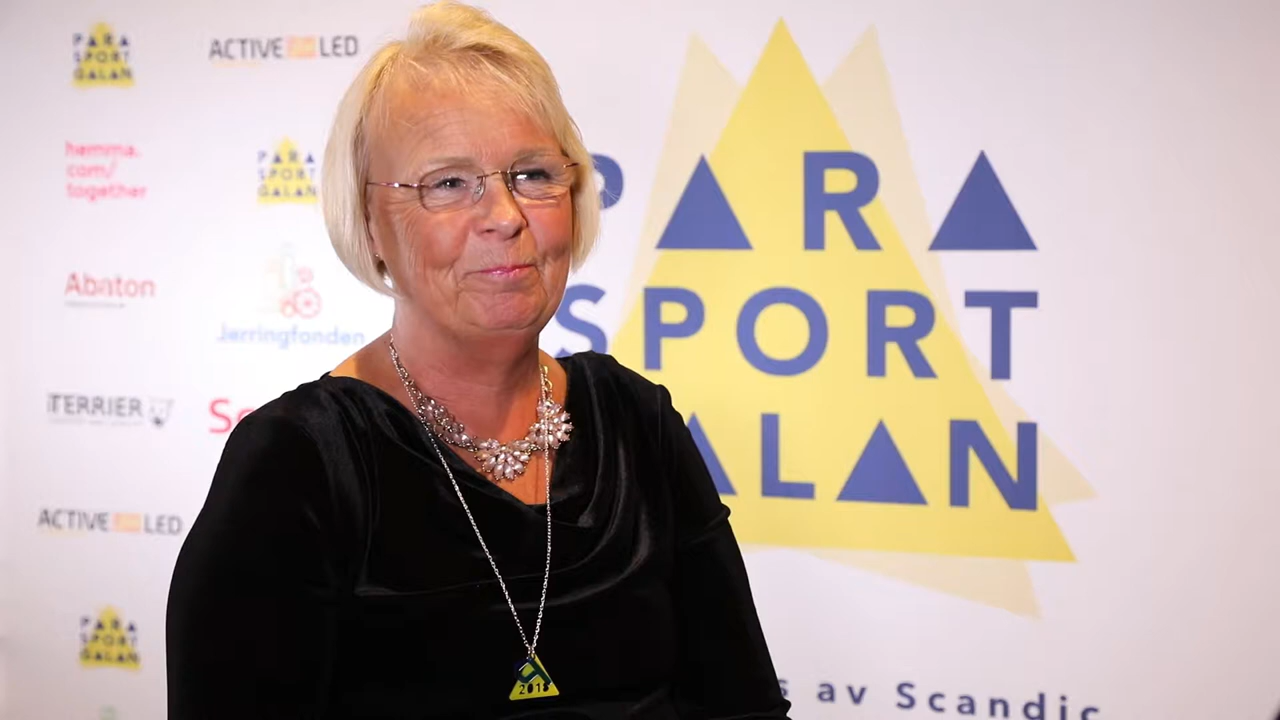 PARA
SPORT
GALAN
ACTIVE LED
hemma.
com/
together
PARA
SPORT
GALAN
Abaton
Jerringfonden
TERRIER
ACTIVE LED
PARA
SPORT
GALAN
PARA
SPORT
GALAN
av Scandic
2018